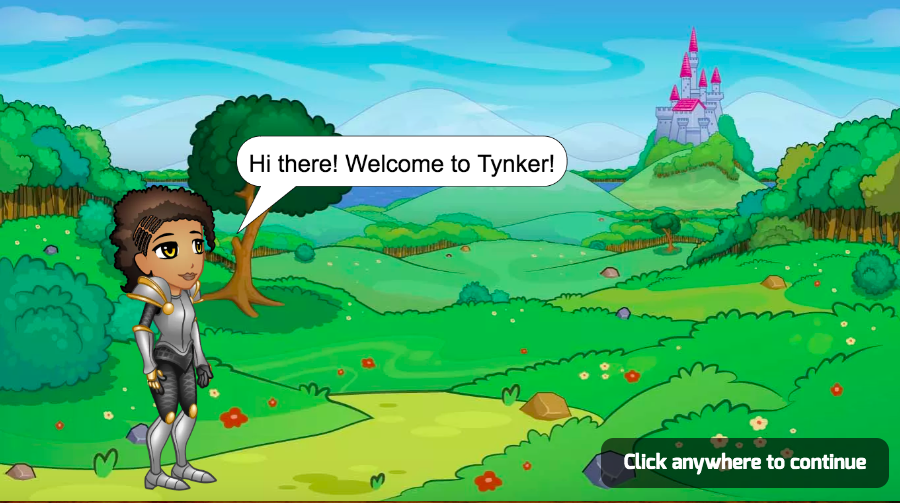 Hi there! Welcome to Tynker!
Click anywhere to continue